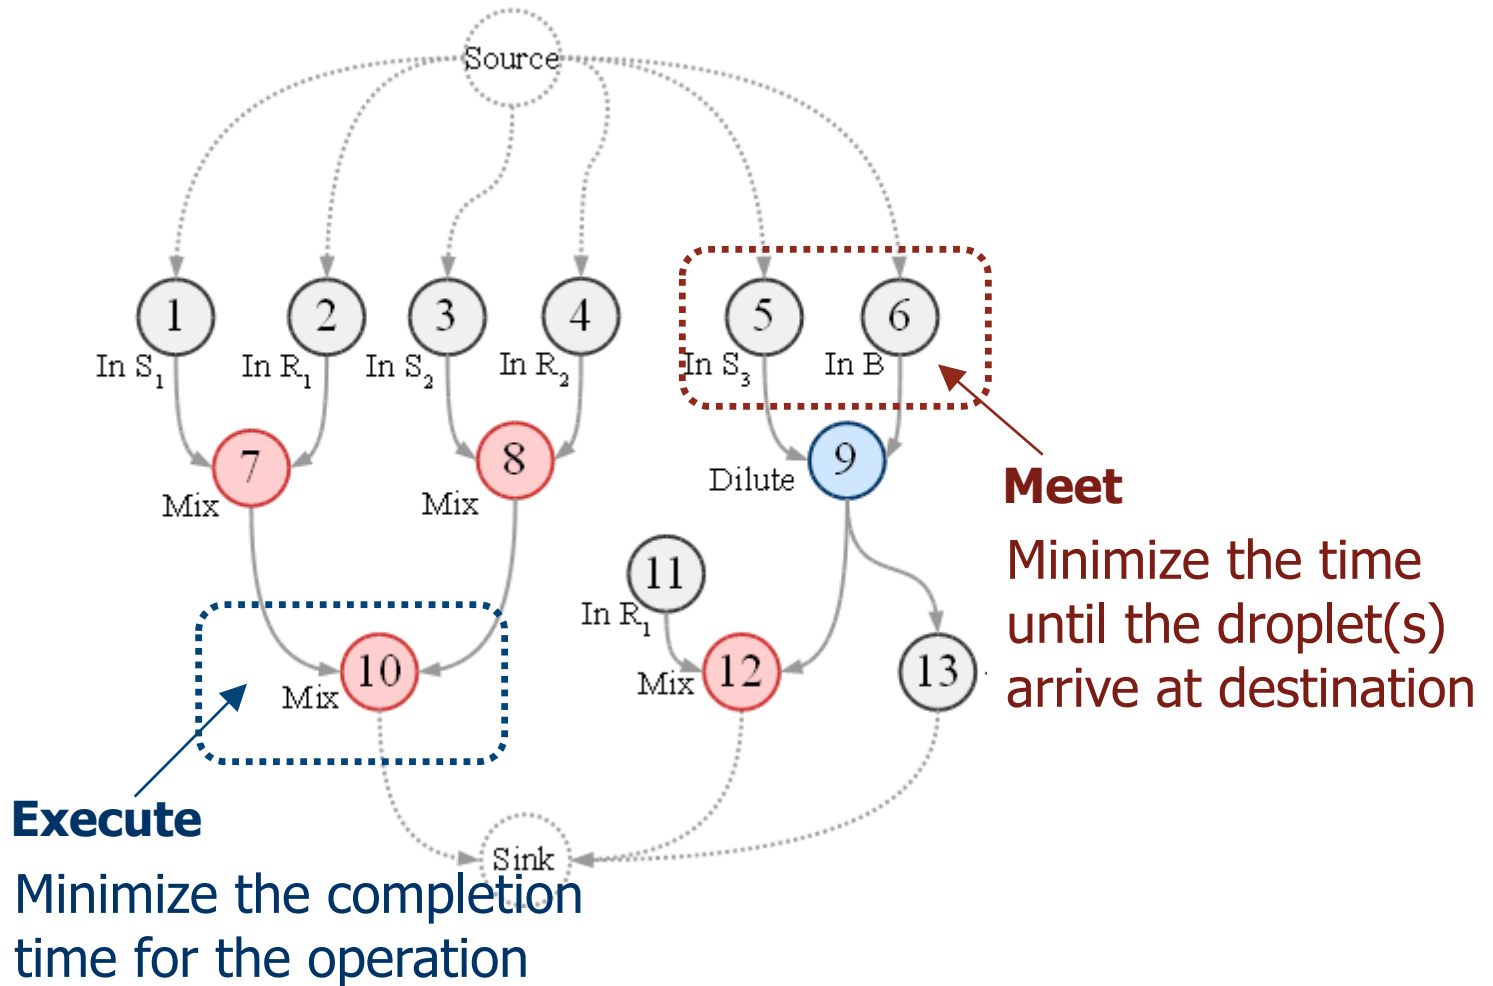 Source
1
2
3
4
5
6
In S1
In R1
In S2
In R2
In S3
In B
7
8
9
Mix
Mix
Dilute
Meet
Minimize the time
until the droplet(s)
arrive at destination
11
In R1
10
12
13
Mix
Mix
Execute
Minimize the completion
time for the operation
Sink